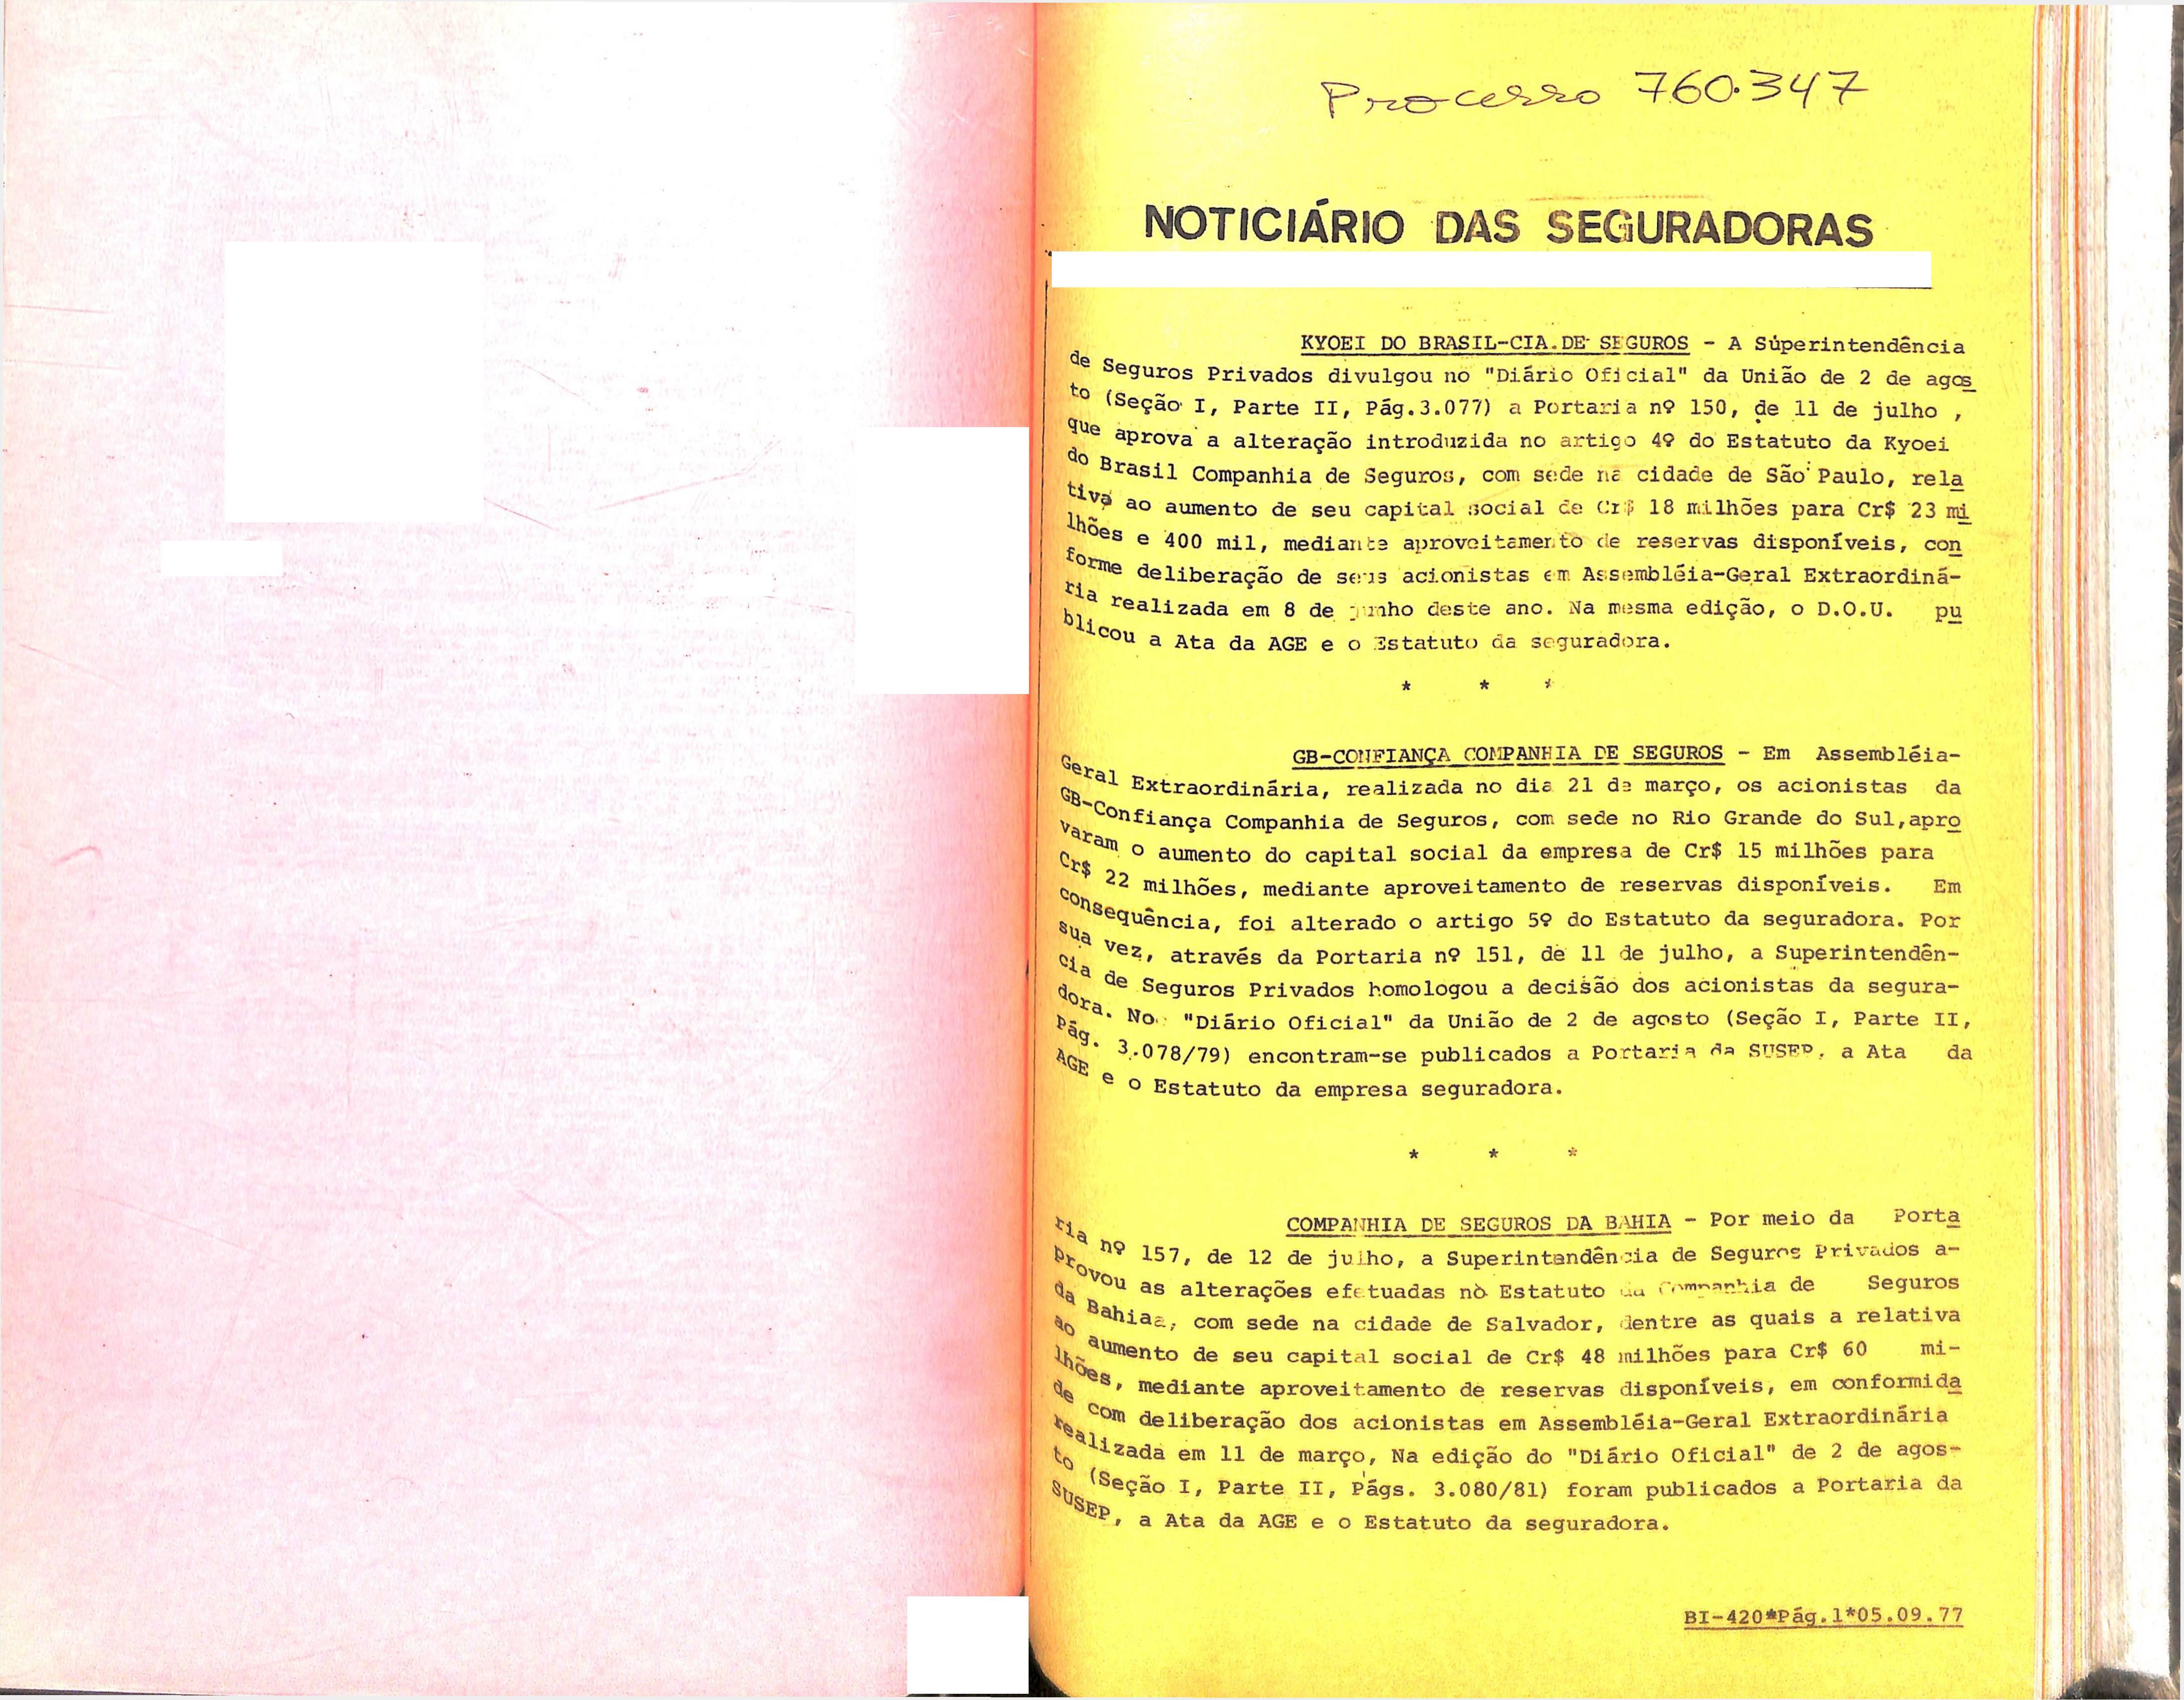 Processo 760.347
NOTICIÁRIO DAS SEGURADORAS
KYOEI DO BRASIL-CIA.DE SEGUROS - A Superintendência
de Seguros Privados divulgou no "Diário Oficial" da União de 2 de agos
to (Seção I, Parte II, Pág.3.077) a Portaria nº 150, de 11 de julho ,
que aprova a alteração introduzida no artigo 4º do Estatuto da Kyoei
do Brasil Companhia de Seguros, com sede na cidade de São Paulo, rela
tiva ao aumento de seu capital social de Cr$ 18 milhões para Cr$ 23 mi
lhões e 400 mil, mediante aproveitamento de reservas disponíveis, con
forme deliberação de seus acionistas em Assembléia-Geral Extraordiná-
ria realizada em 8 de junho deste ano. Na mesma edição, o D.O.U. pu
blicou a Ata da AGE e o Estatuto da seguradora.
* * *
GB-CONFIANÇA COMPANHIA DE SEGUROS - Em Assembléia-
Geral Extraordinária, realizada no dia 21 de março, os acionistas da
GB-Confiança Companhia de Seguros, com sede no Rio Grande do Sul,apro
varam o aumento do capital social da empresa de Cr$ 15 milhões para
Cr$ 22 milhões, mediante aproveitamento de reservas disponíveis. Em
consequência, foi alterado o artigo 5º do Estatuto da seguradora. Por
sua vez, através da Portaria nº 151, de 11 de julho, a Superintendên-
cia de Seguros Privados homologou a decisão dos acionistas da segura-
dora. No "Diário Oficial" da União de 2 de agosto (Seção I, Parte II,
Pág. 3.078/79) encontram-se publicados a Portaria da SUSEP, a Ata da
AGE e o Estatuto da empresa seguradora.
* * *
COMPANHIA DE SEGUROS DA BAHIA - Por meio da Porta
ria nº 157, de 12 de julho, a Superintendência de Seguros Privados a-
provou as alterações efetuadas no Estatuto da Companhia de Seguros
da Bahiaa, com sede na cidade de Salvador, dentre as quais a relativa
ao aumento de seu capital social de Cr$ 48 milhões para Cr$ 60 mi-
lhões, mediante aproveitamento de reservas disponíveis, em conformida
de com deliberação dos acionistas em Assembléia-Geral Extraordinária
realizada em 11 de março, Na edição do "Diário Oficial" de 2 de agos-
to (Seção I, Parte II, Págs. 3.080/81) foram publicados a Portaria da
SUSEP, a Ata da AGE e o Estatuto da seguradora.
BI-420*Pág.1*05.09.77